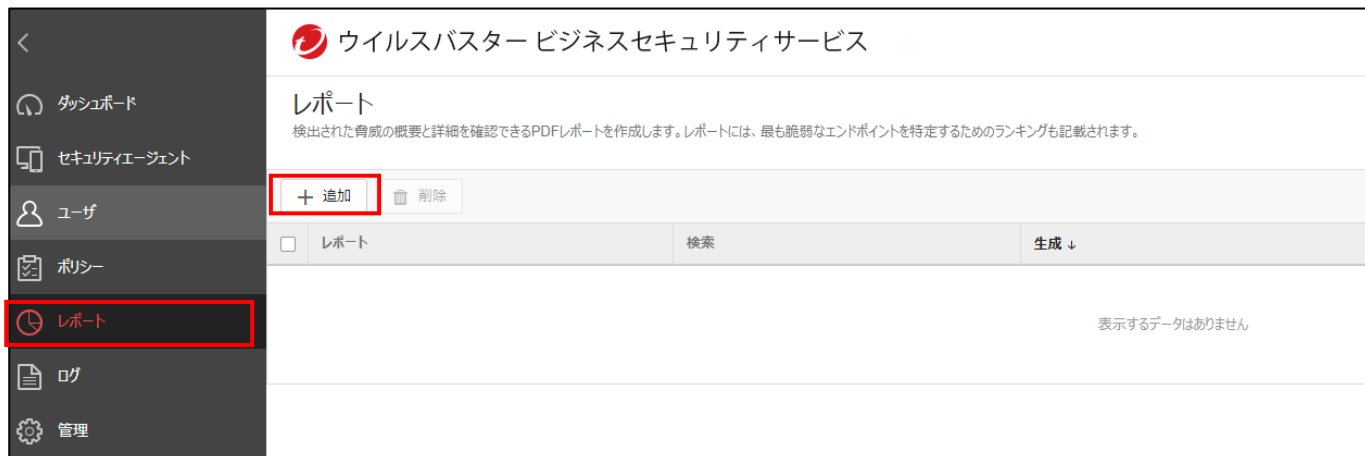 ウイルスバスター ビジネスセキュリティサービス
ダッシュボード
セキュリティエージェント
ユーザ
ポリシー
レポート
ログ
管理
レポート
検出された脅威の概要と詳細を確認できるPDFレポートを作成します。レポートには、最も脆弱なエンドポイントを特定するためのランキングも記載されます。
+ 追加 削除
レポート 検索 生成 ↓
表示するデータはありません